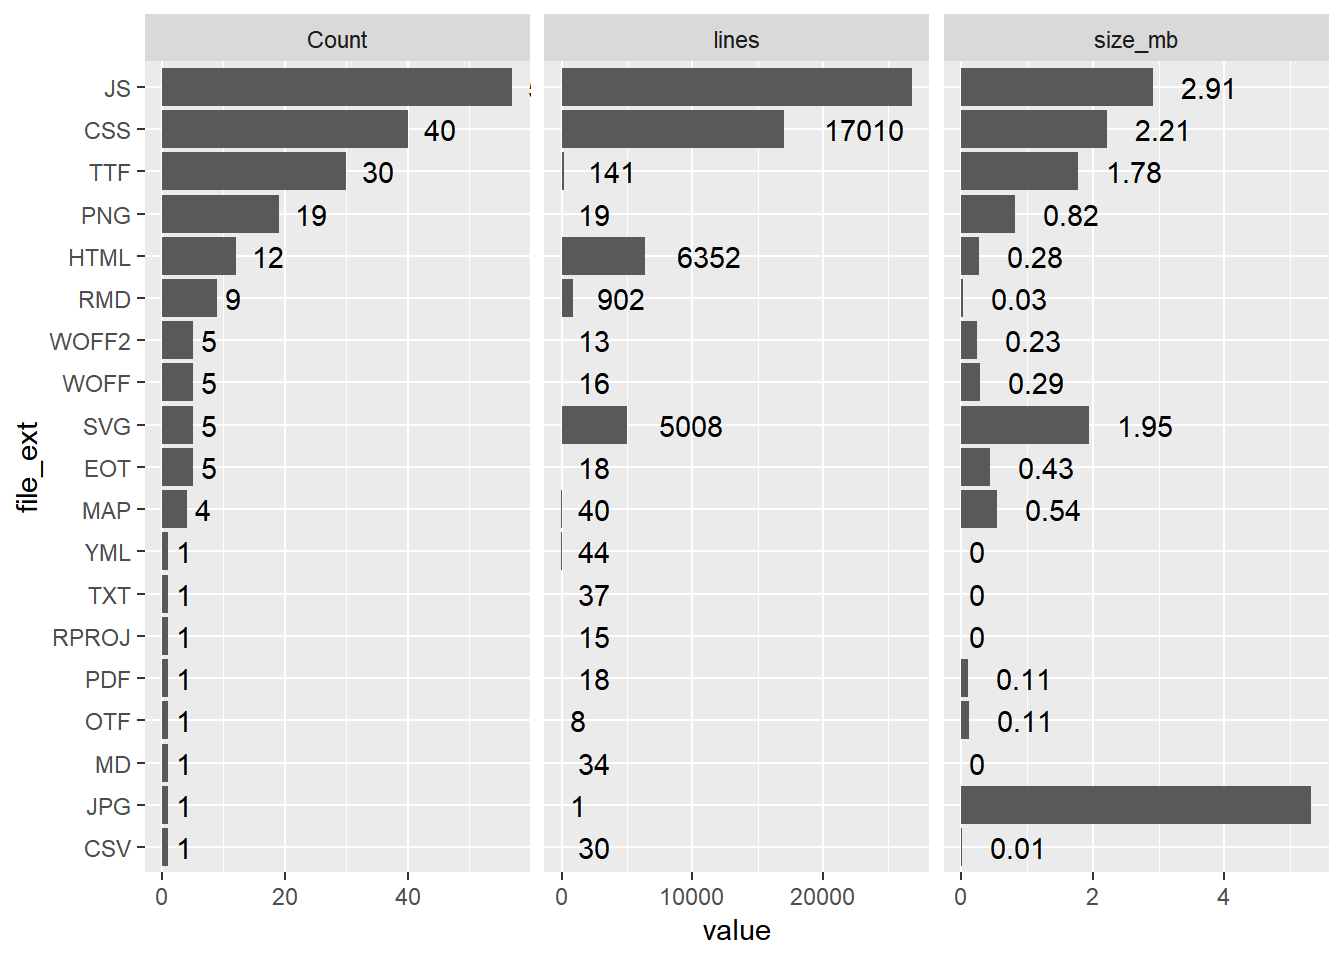 Count lines size_mb
JS 2.91
CSS 40 17010 2.21
TTF 30 141 1.78
PNG 19 19 0.82
HTML 12 6352 0.28
RMD 9 902 0.03
WOFF2 5 13 0.23
WOFF 5 16 0.29
SVG 5 5008 1.95
EOT 5 18 0.43
MAP 4 40 0.54
YML 1 44 0
TXT 1 37 0
RPROJ 1 15 0
PDF 1 18 0.11
OTF 1 8 0.11
MD 1 34 0
JPG 1 1
CSV 1 30 0.01
0 20 40 0 10000 20000 0 2 4
value
file_ext